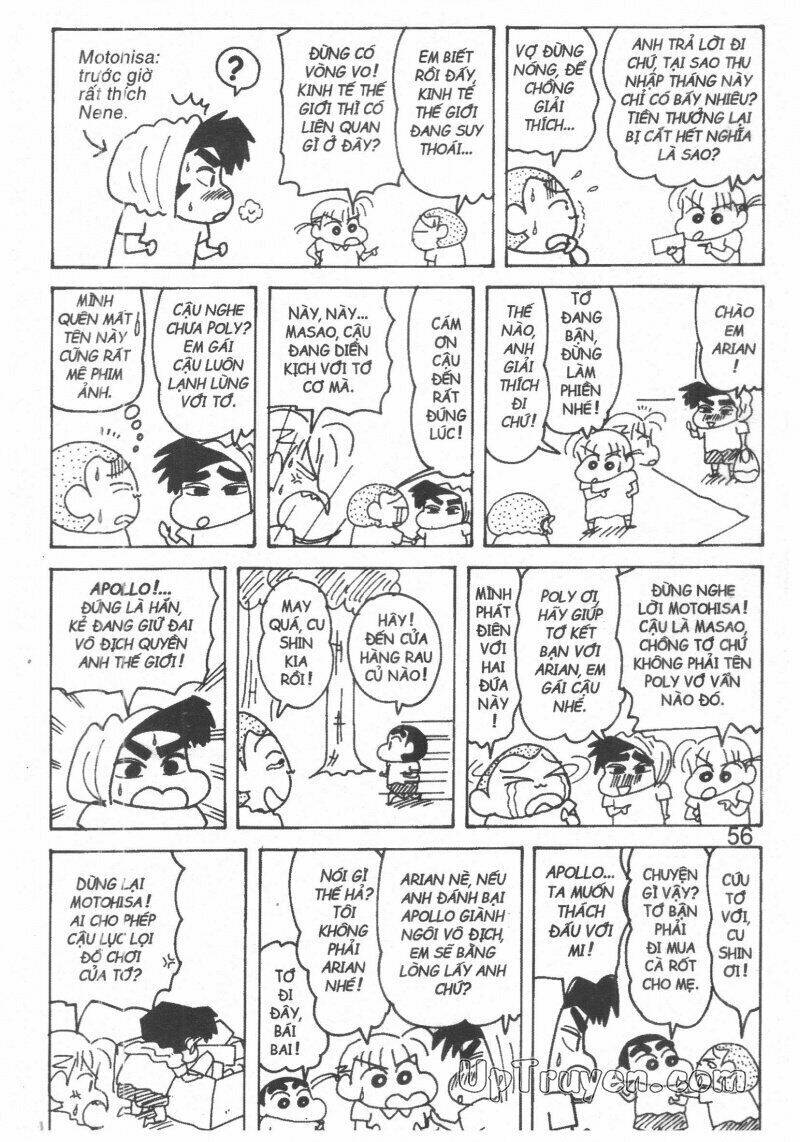 ANH TRẢ LỜI ĐI
CHỨ, TẠI SAO THU
NHẬP THÁNG NÀY
CHỈ CÓ BẤY NHIÊU?
TIỀN THƯỞNG LẠI
BỊ CẮT HẾT NGHĨA
LÀ SAO?
VỢ ĐỪNG
NÓNG, ĐỂ
CHỒNG
GIẢI
THÍCH...
EM BIẾT
RỒI ĐẤY,
KINH TẾ
THẾ GIỚI
ĐANG SUY
THOÁI...
ĐỪNG CÓ
VÒNG VO!
KINH TẾ THẾ
GIỚI THÌ CÓ
LIÊN QUAN
GÌ Ở ĐÂY?
?
Motohisa:
trước giờ
rất thích
Nene.
CHÀO
EM
ARIAN
!
TỚ
ĐANG
BẬN,
ĐỪNG
LÀM
PHIỀN
NHÉ!
THẾ
NÀO,
ANH
GIẢI
THÍCH
ĐI
CHỨ!
CÁM
ƠN
CẬU
ĐẾN
RẤT
ĐÚNG
LÚC!
NÀY, NÀY...
MASAO, CẬU
ĐANG DIỄN
KỊCH VỚI TỚ
CƠ MÀ.
CẬU NGHE
CHƯA POLY?
EM GÁI
CẬU LUÔN
LẠNH LÙNG
VỚI TỚ.
MÌNH
QUÊN MẤT
TÊN NÀY
CŨNG RẤT
MÊ PHIM
ẢNH.
ĐỪNG NGHE
LỜI MOTOHISA!
CẬU LÀ MASAO,
CHỒNG TỚ CHỨ
KHÔNG PHẢI TÊN
POLY VỚ VẨN
NÀO ĐÓ.
POLY ƠI,
HÃY GIÚP
TỚ KẾT
BẠN VỚI
ARIAN, EM
GÁI CẬU
NHÉ.
MÌNH
PHÁT
ĐIÊN
VỚI
HAI
ĐỨA
NÀY!
HÂY!
ĐẾN CỬA
HÀNG RAU
CỦ NÀO!
MAY
QUÁ, CU
SHIN
KIA
RỒI!
APOLLO!...
ĐÚNG LÀ HẮN,
KẺ ĐANG GIỮ ĐAI
VÔ ĐỊCH QUYỀN
ANH THẾ GIỚI!
56
CỨU
TỚ
VỚI,
CU
SHIN
ƠI!
CHUYỆN
GÌ VẬY?
TỚ BẬN
PHẢI
ĐI MUA
CÀ RỐT
CHO MẸ.
APOLLO...
TA MUỐN
THÁCH
ĐẤU VỚI
MI!
ARIAN NÈ, NẾU
ANH ĐÁNH BẠI
APOLLO GIÀNH
NGÔI VÔ ĐỊCH,
EM SẼ BẰNG
LÒNG LẤY ANH
CHỨ?
NÓI GÌ
THẾ HẢ?
TÔI
KHÔNG
PHẢI
ARIAN
NHÉ!
TỚ
ĐI
ĐÂY,
BÁI
BAI!
DỪNG LẠI
MOTOHISA!
AI CHO PHÉP
CẬU LỤC LỌI
ĐỒ CHƠI
CỦA TỚ?
UpTruyen.com